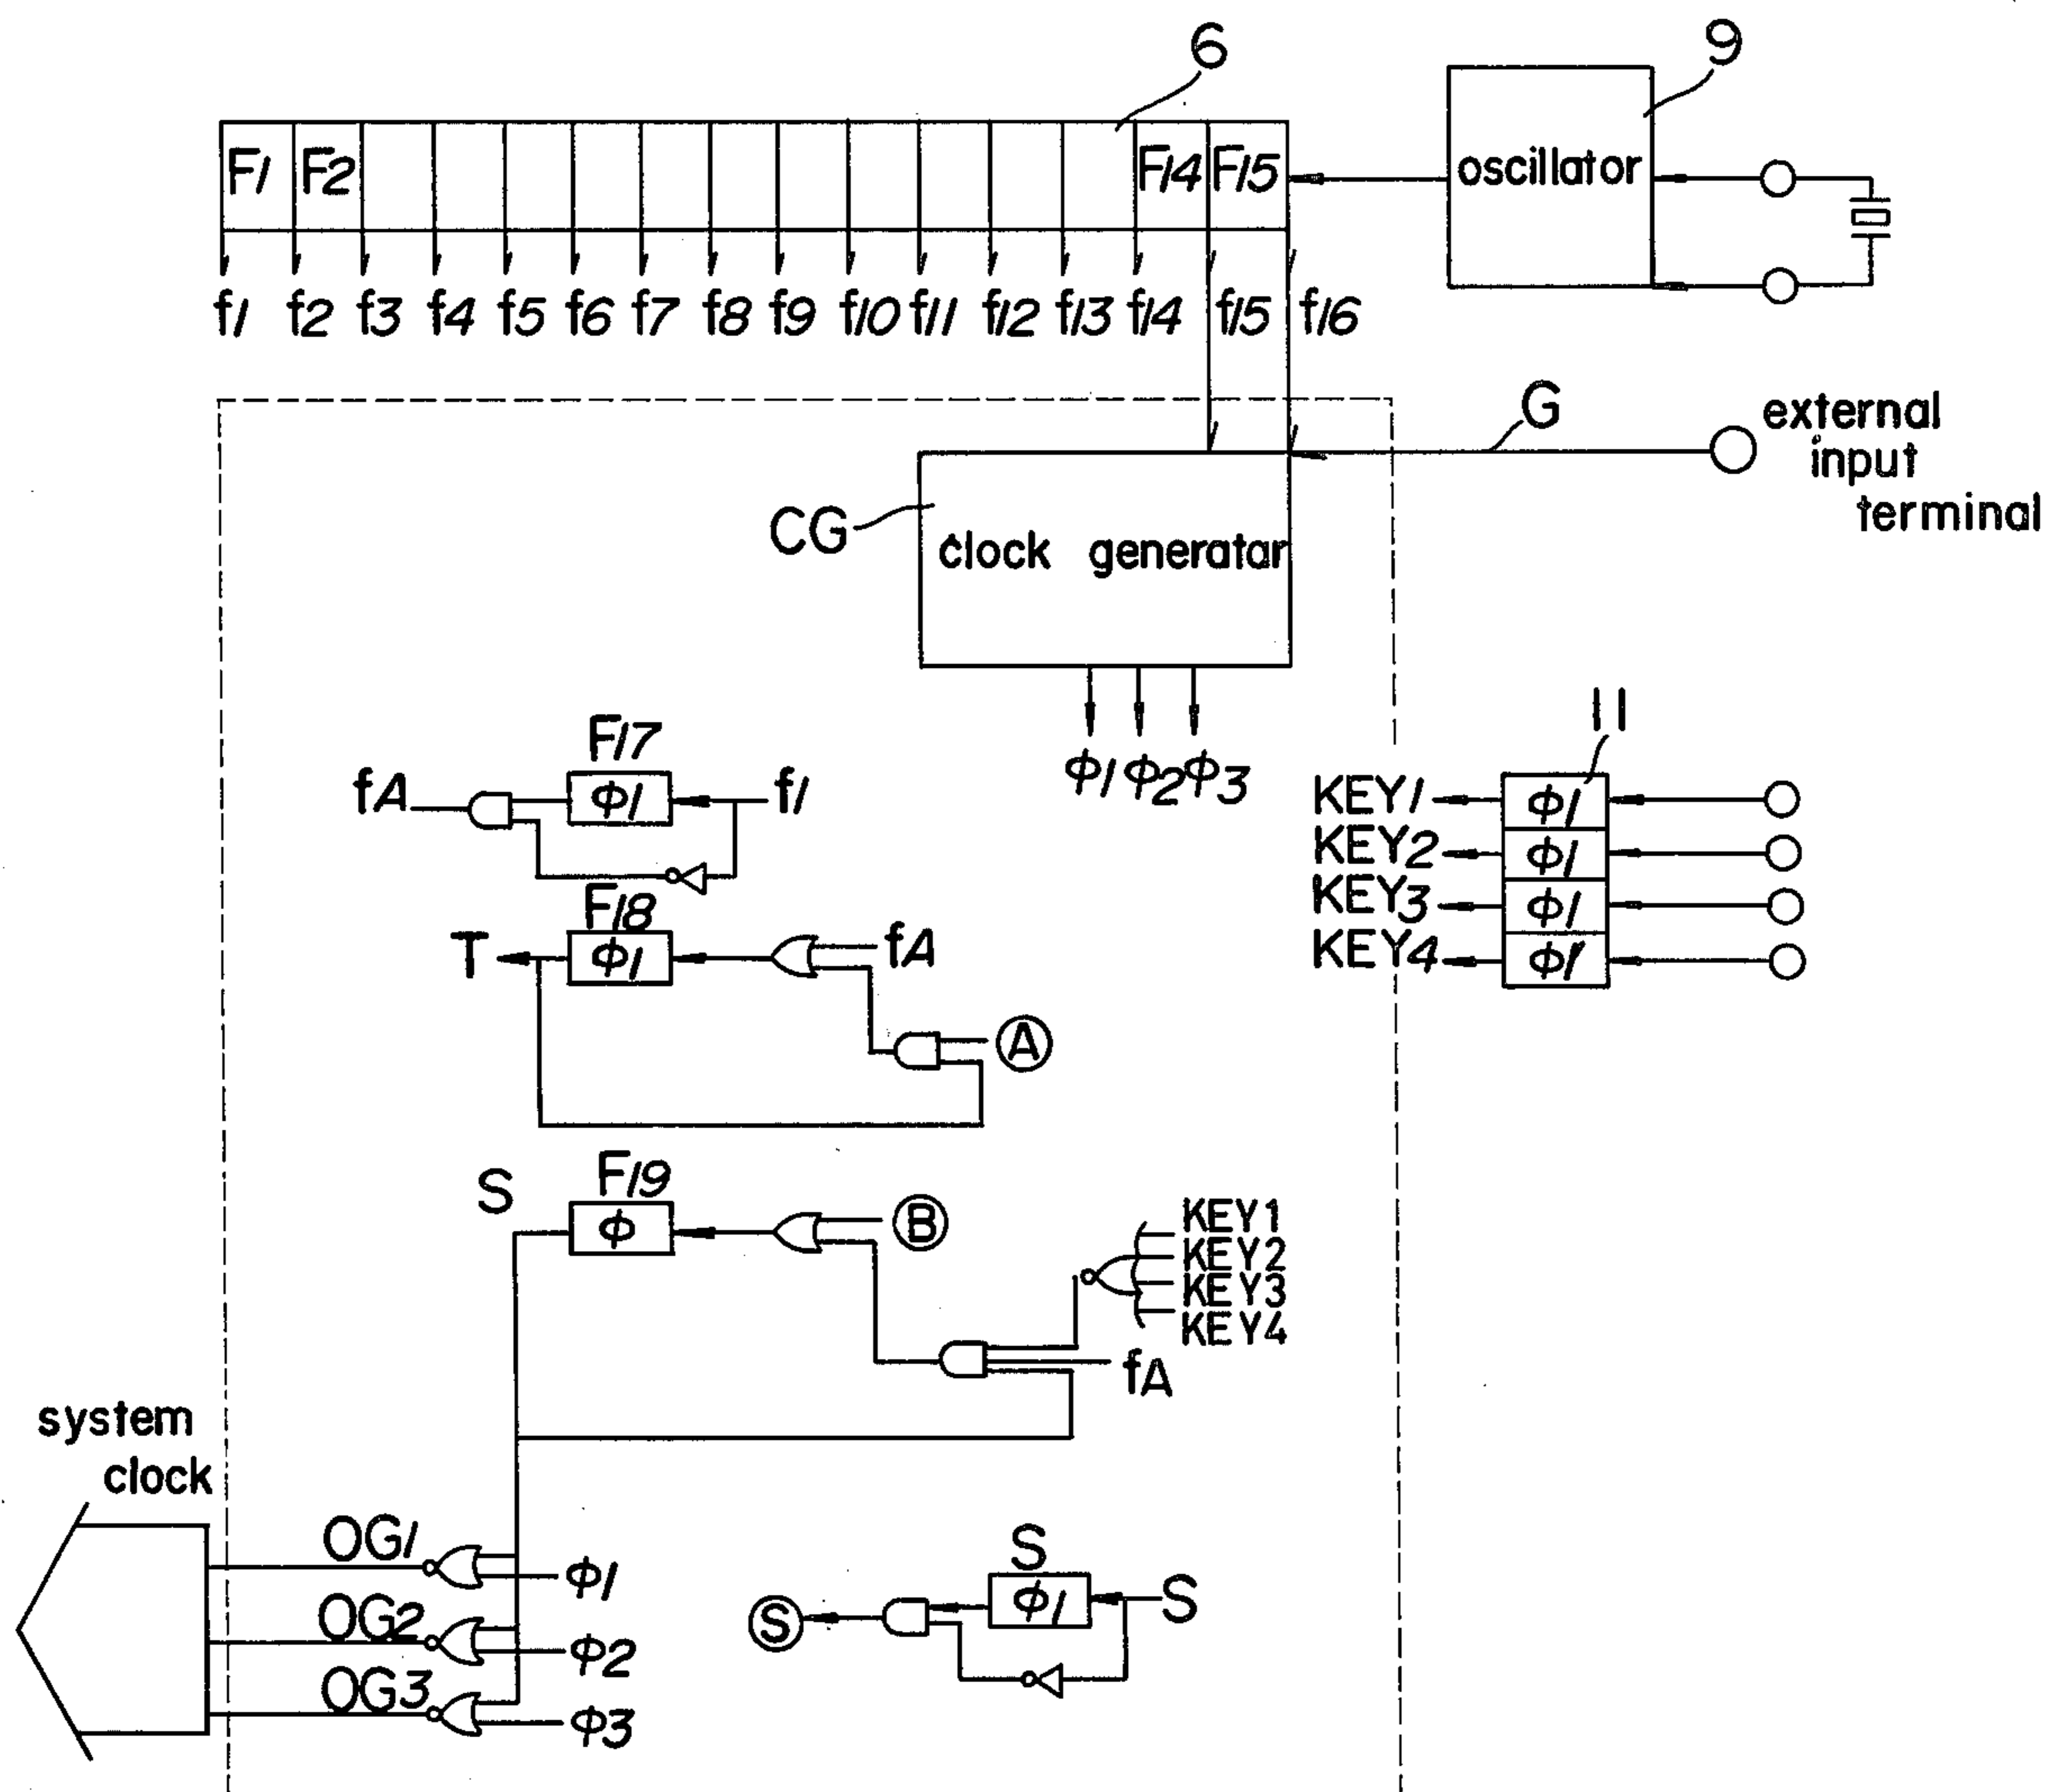 6
9
F1 F2 F14 F15
oscillator
f1 f2 f3 f4 f5 f6 f7 f8 f9 f10 f11 f12 f13 f14 f15 f16
G
external
input
terminal
CG
clock generatar
φ1 φ2 φ3
11
F17
fA φ1 f1
KEY1 φ1
KEY2 φ1
KEY3 φ1
KEY4 φ1
F18
T φ1 fA
A
F19
S φ B
KEY1
KEY2
KEY3
KEY4
fA
system
clock
OG1 φ1
OG2 φ2
OG3 φ3
S
S φ1 S